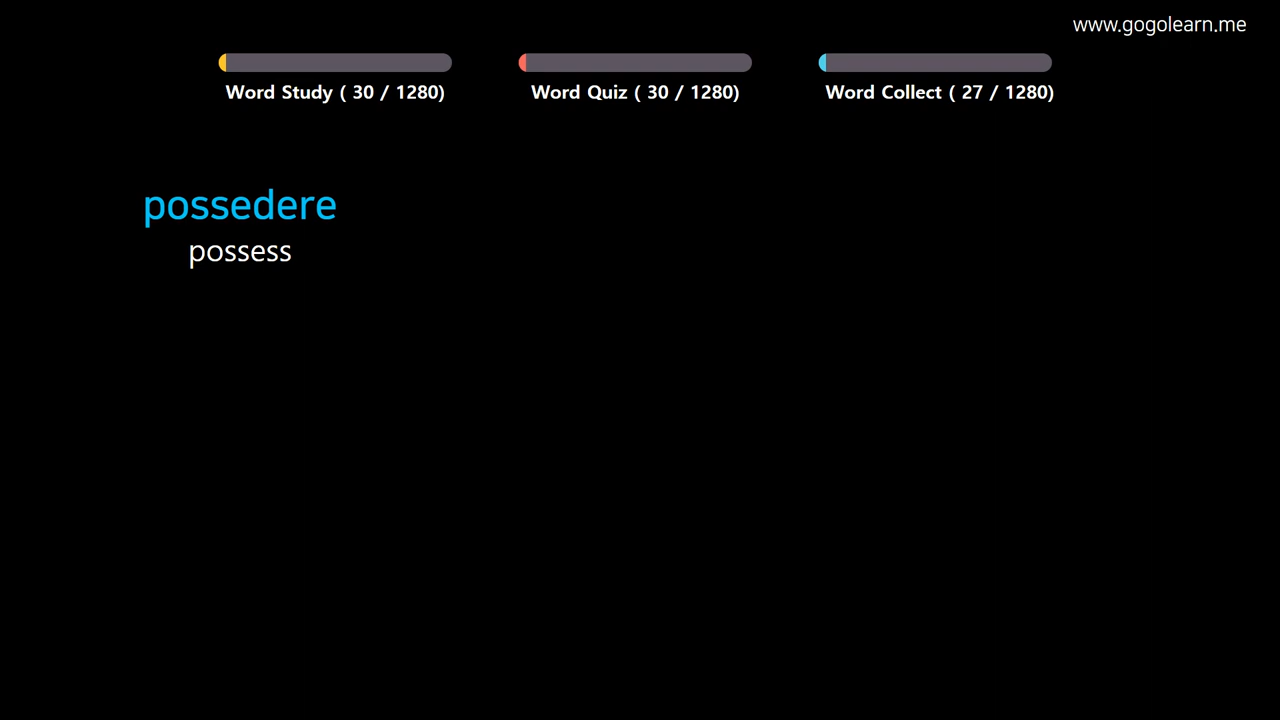 www.gogolearn.me
Word Study ( 30 / 1280)
Word Quiz ( 30 / 1280)
Word Collect ( 27 / 1280)
possedere
possess